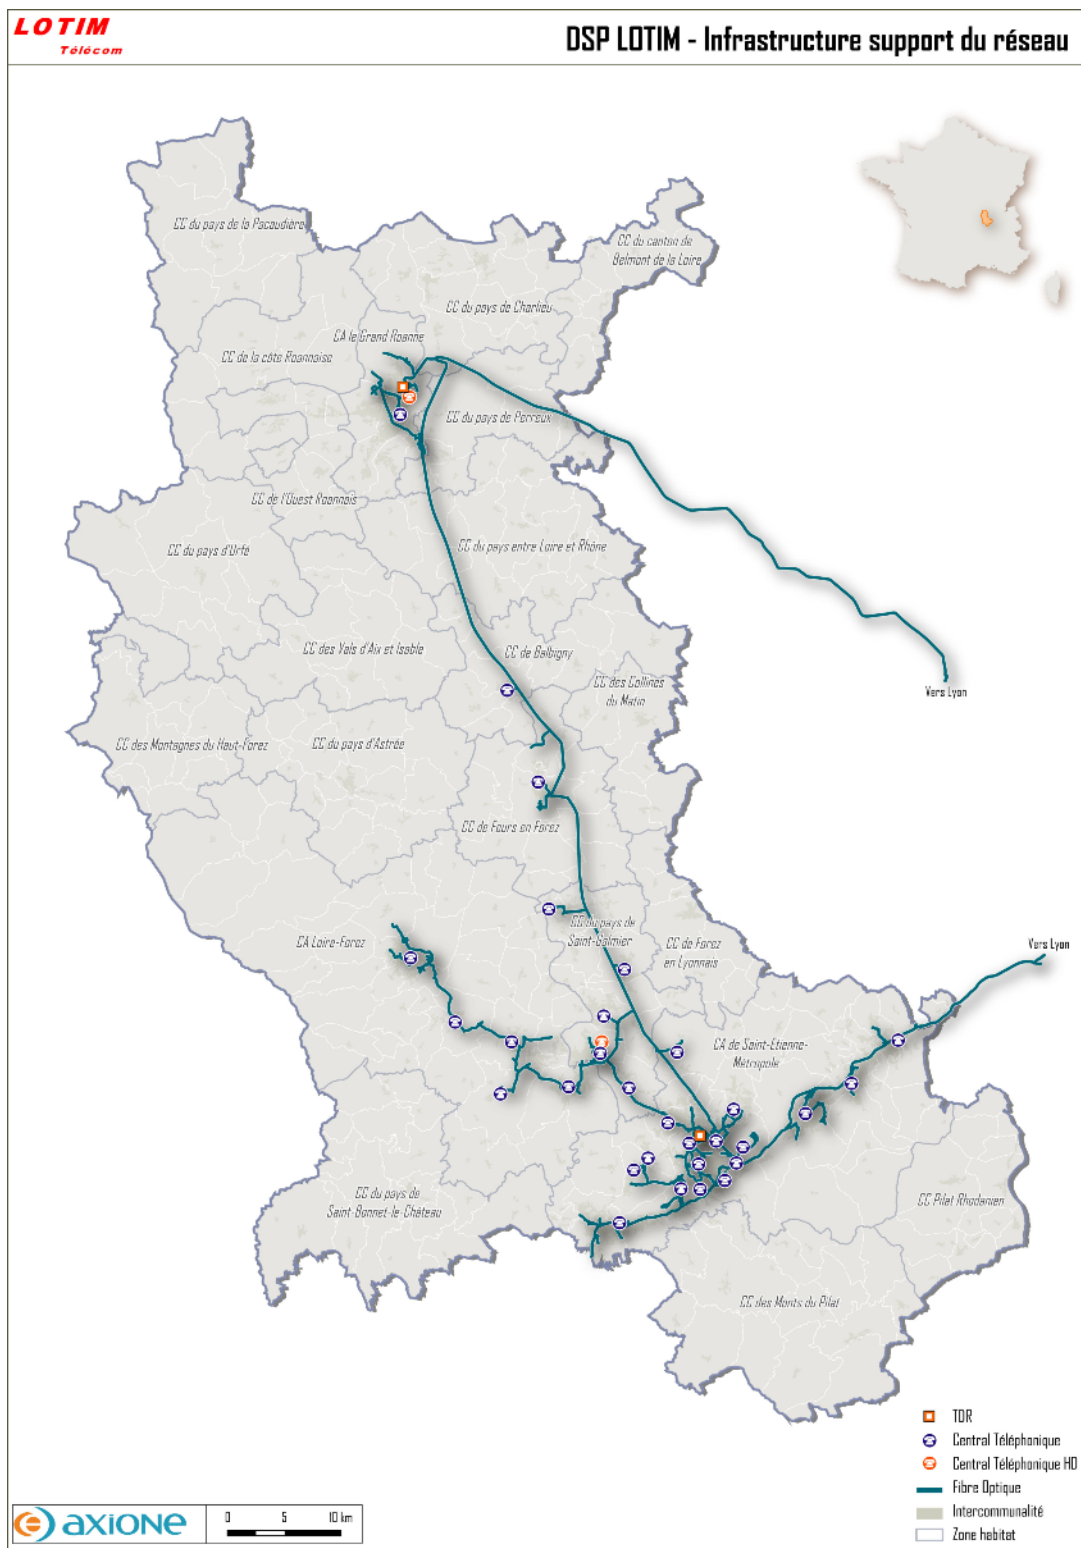 LOTIM
Télécom
DSP LOTIM - Infrastructure support du réseau
CC du pays de la Pacaudière
CC du canton de
Belmont de la Loire
CC du pays de Charlieu
CA le Grand Roanne
CC de la côte Roannaise
CC du pays de Perreux
CC de l'Ouest Roannais
CC du pays d'Urfé
CC du pays entre Loire et Rhône
CC des Vals d'Aix et Isable
CC de Balbigny
CC des Collines
du Matin
Vers Lyon
CC des Montagnes du Haut-Forez
CC du pays d'Astrée
CC de Feurs en Forez
CC du pays de
Saint-Galmier
CA Loire-Forez
CC de Forez
en Lyonnais
Vers Lyon
CA de Saint-Etienne-
Métropole
CC du pays de
Saint-Bonnet-le-Château
CC Pilat Rhodanien
CC des Monts du Pilat
TDR
Central Téléphonique
Central Téléphonique HD
Fibre Optique
Intercommunalité
Zone habitat
axione
0 5 10 km